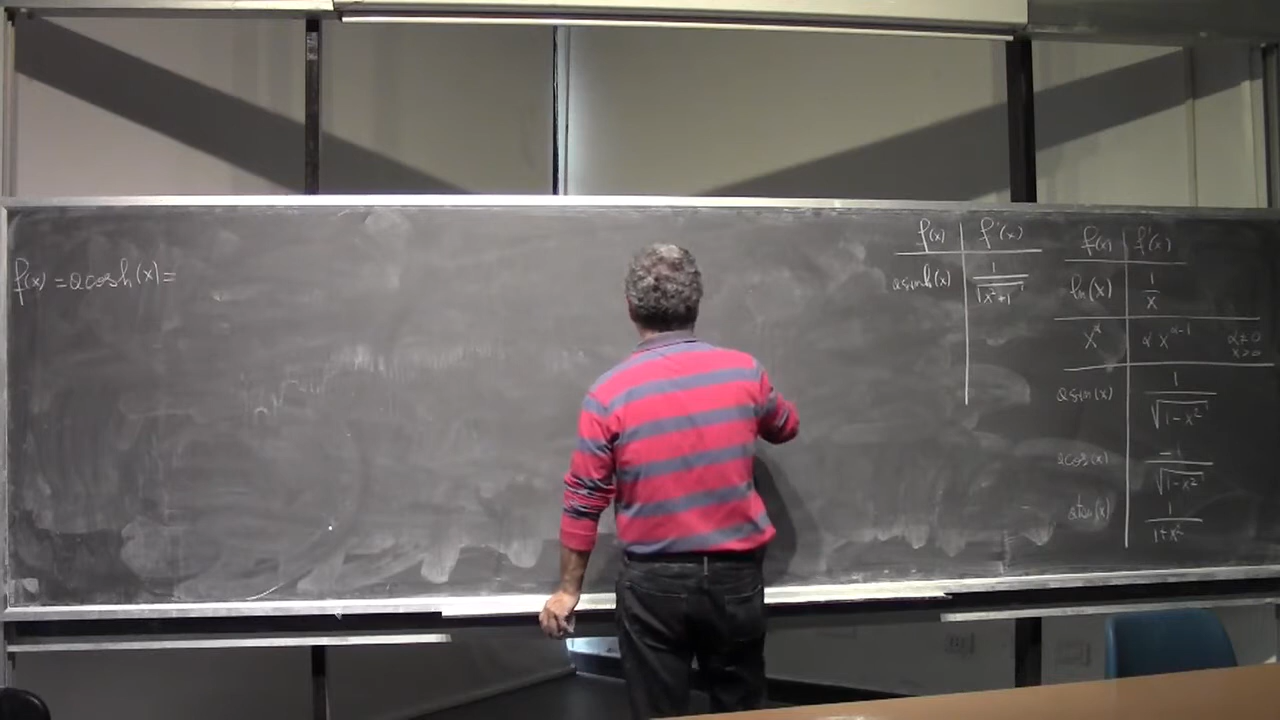 f(x) = acosh(x) =
f(x) f'(x)
asinh(x) 1/√(x²+1)
f(x) f'(x)
ln(x) 1/x
x^α α x^(α-1) α≠0 x>0
asin(x) 1/√(1-x²)
acos(x) -1/√(1-x²)
atan(x) 1/(1+x²)